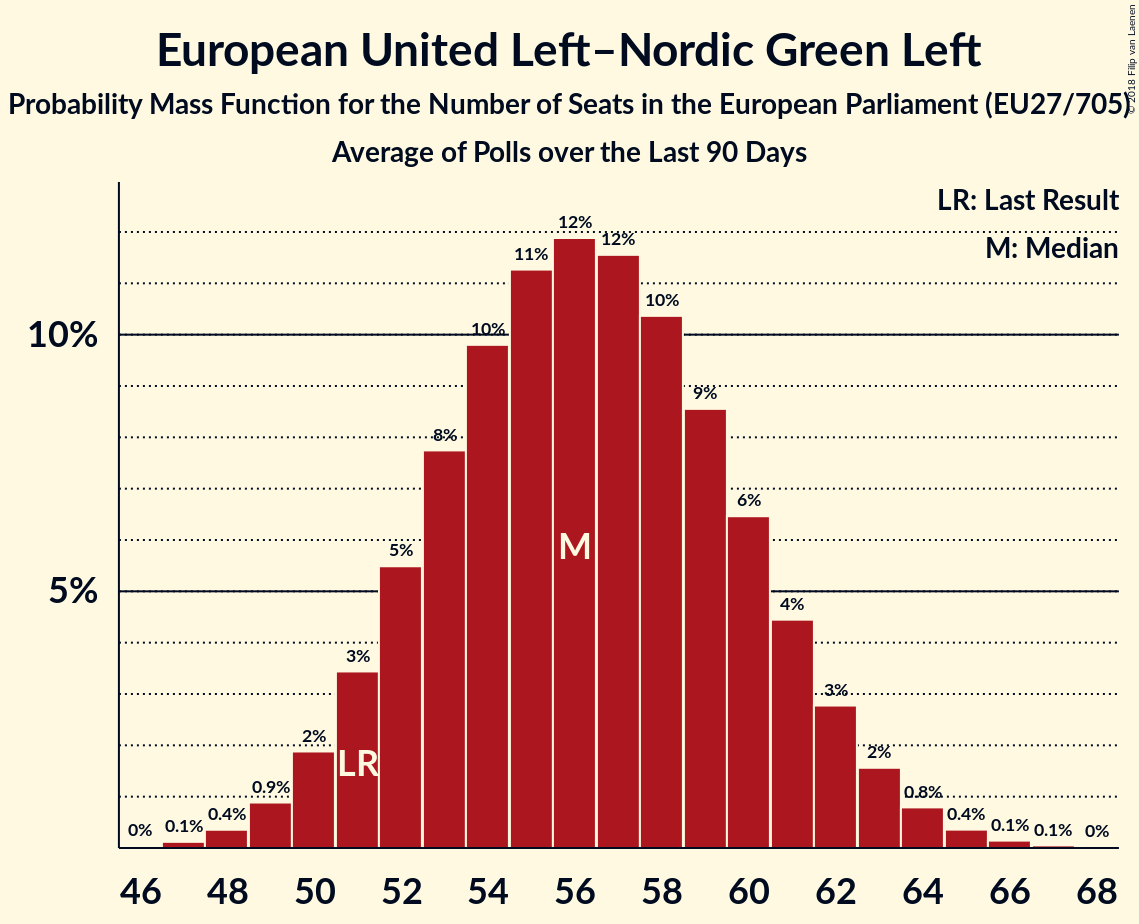 European United Left–Nordic Green Left
Probability Mass Function for the Number of Seats in the European Parliament (EU27/705)
Average of Polls over the Last 90 Days
© 2018 Filip van Laenen
LR: Last Result
M: Median
10%
5%
0%
0.1%
0.4%
0.9%
2%
3%
5%
8%
10%
11%
12%
12%
10%
9%
6%
4%
3%
2%
0.8%
0.4%
0.1%
0.1%
0%
LR
M
46 48 50 52 54 56 58 60 62 64 66 68